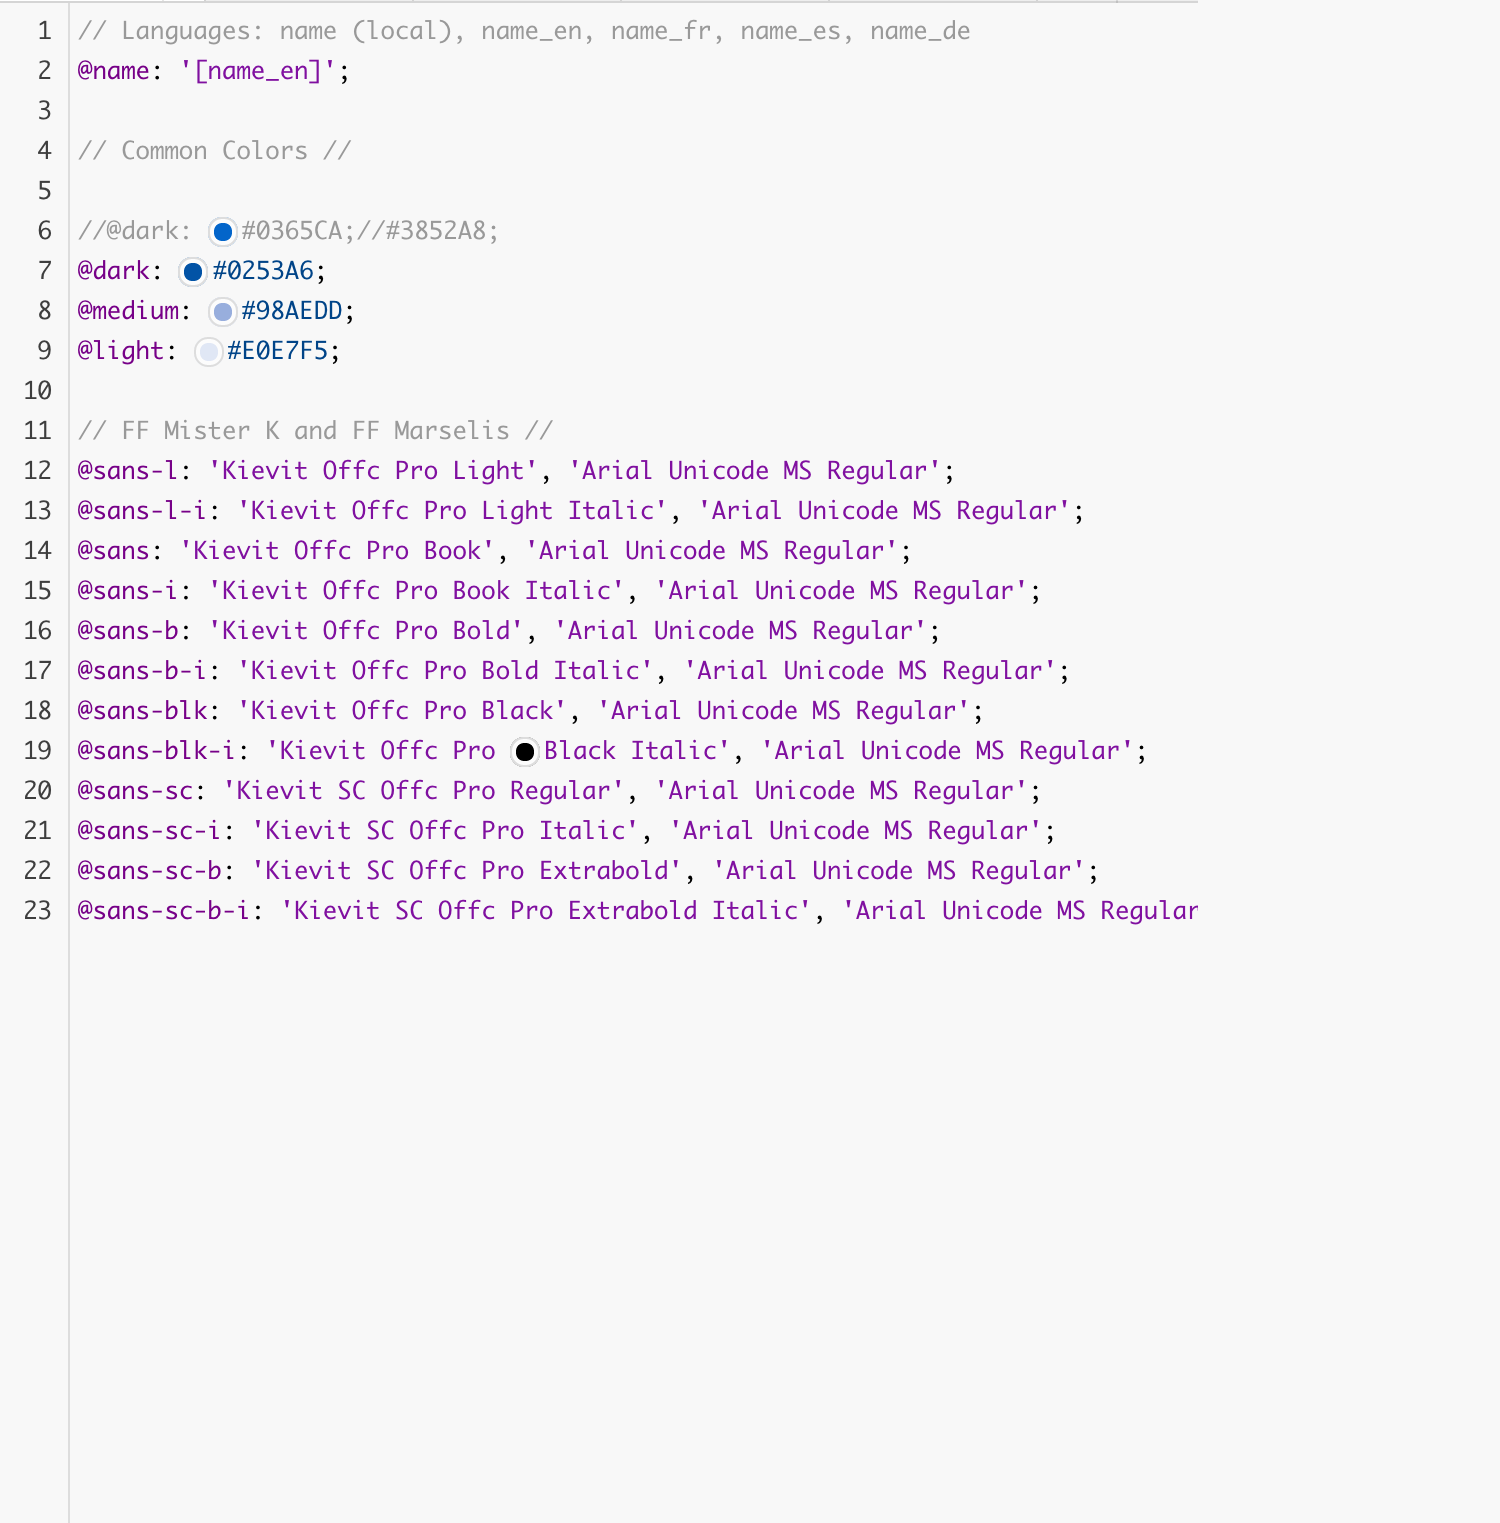 1 // Languages: name (local), name_en, name_fr, name_es, name_de
2 @name: '[name_en]';
3
4 // Common Colors //
5
6 //@dark: #0365CA;//#3852A8;
7 @dark: #0253A6;
8 @medium: #98AEDD;
9 @light: #E0E7F5;
10
11 // FF Mister K and FF Marselis //
12 @sans-l: 'Kievit Offc Pro Light', 'Arial Unicode MS Regular';
13 @sans-l-i: 'Kievit Offc Pro Light Italic', 'Arial Unicode MS Regular';
14 @sans: 'Kievit Offc Pro Book', 'Arial Unicode MS Regular';
15 @sans-i: 'Kievit Offc Pro Book Italic', 'Arial Unicode MS Regular';
16 @sans-b: 'Kievit Offc Pro Bold', 'Arial Unicode MS Regular';
17 @sans-b-i: 'Kievit Offc Pro Bold Italic', 'Arial Unicode MS Regular';
18 @sans-blk: 'Kievit Offc Pro Black', 'Arial Unicode MS Regular';
19 @sans-blk-i: 'Kievit Offc Pro Black Italic', 'Arial Unicode MS Regular';
20 @sans-sc: 'Kievit SC Offc Pro Regular', 'Arial Unicode MS Regular';
21 @sans-sc-i: 'Kievit SC Offc Pro Italic', 'Arial Unicode MS Regular';
22 @sans-sc-b: 'Kievit SC Offc Pro Extrabold', 'Arial Unicode MS Regular';
23 @sans-sc-b-i: 'Kievit SC Offc Pro Extrabold Italic', 'Arial Unicode MS Regular